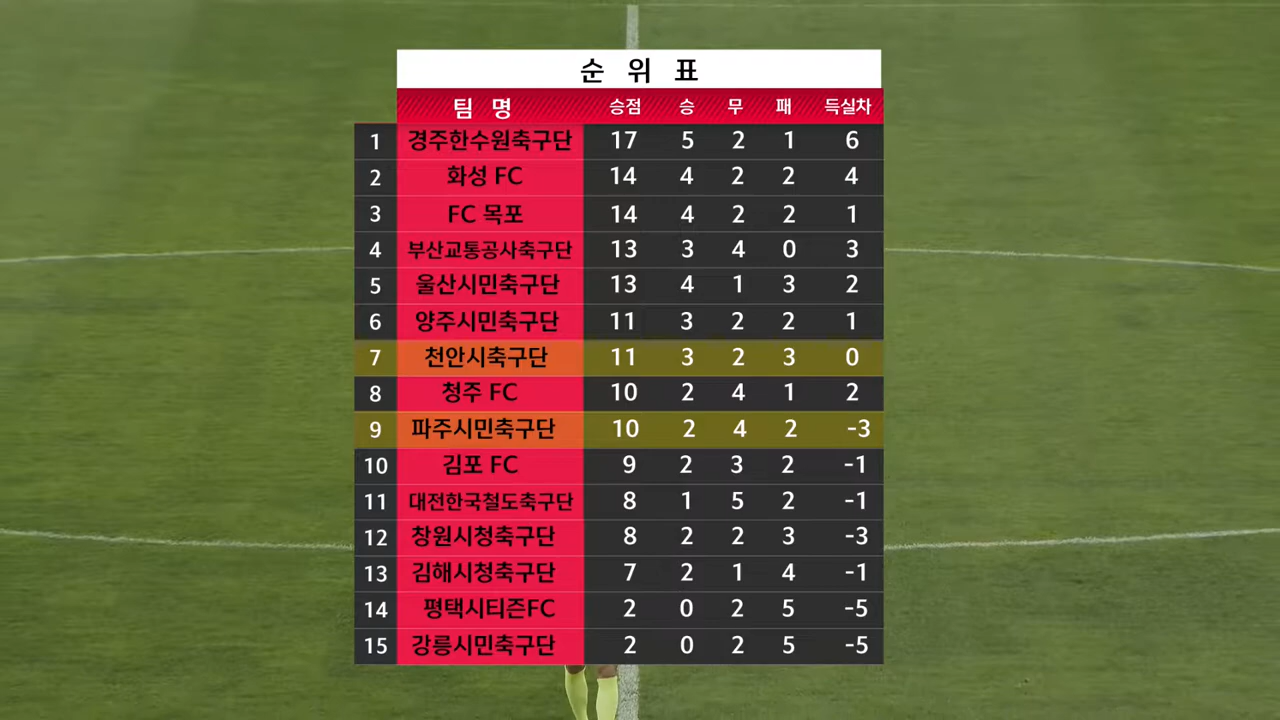 순 위 표
팀 명 승점 승 무 패 득실차
1 경주한수원축구단 17 5 2 1 6
2 화성 FC 14 4 2 2 4
3 FC 목포 14 4 2 2 1
4 부산교통공사축구단 13 3 4 0 3
5 울산시민축구단 13 4 1 3 2
6 양주시민축구단 11 3 2 2 1
7 천안시축구단 11 3 2 3 0
8 청주 FC 10 2 4 1 2
9 파주시민축구단 10 2 4 2 -3
10 김포 FC 9 2 3 2 -1
11 대전한국철도축구단 8 1 5 2 -1
12 창원시청축구단 8 2 2 3 -3
13 김해시청축구단 7 2 1 4 -1
14 평택시티즌FC 2 0 2 5 -5
15 강릉시민축구단 2 0 2 5 -5